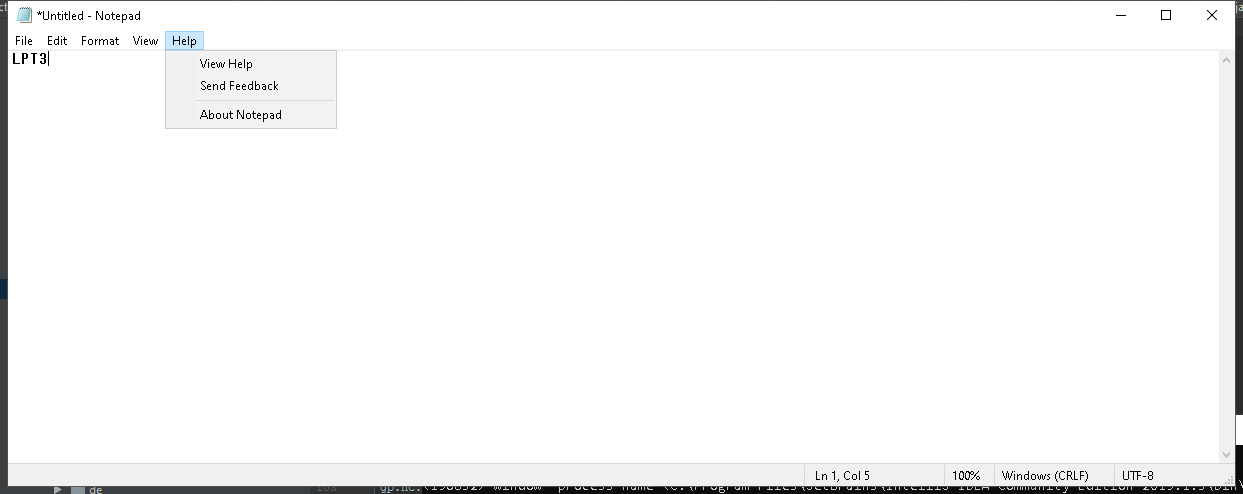 *Untitled - Notepad
File Edit Format View Help
LPT3
View Help
Send Feedback
About Notepad
Ln 1, Col 5 100% Windows (CRLF) UTF-8
de